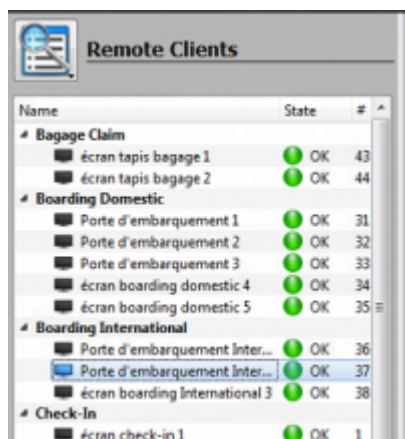 Remote Clients
Name State #
Bagage Claim
écran tapis bagage 1 OK 43
écran tapis bagage 2 OK 44
Boarding Domestic
Porte d'embarquement 1 OK 31
Porte d'embarquement 2 OK 32
Porte d'embarquement 3 OK 33
écran boarding domestic 4 OK 34
écran boarding domestic 5 OK 35
Boarding International
Porte d'embarquement Inter... OK 36
Porte d'embarquement Inter... OK 37
écran boarding International 3 OK 38
Check-In
écran check-in 1 OK 1